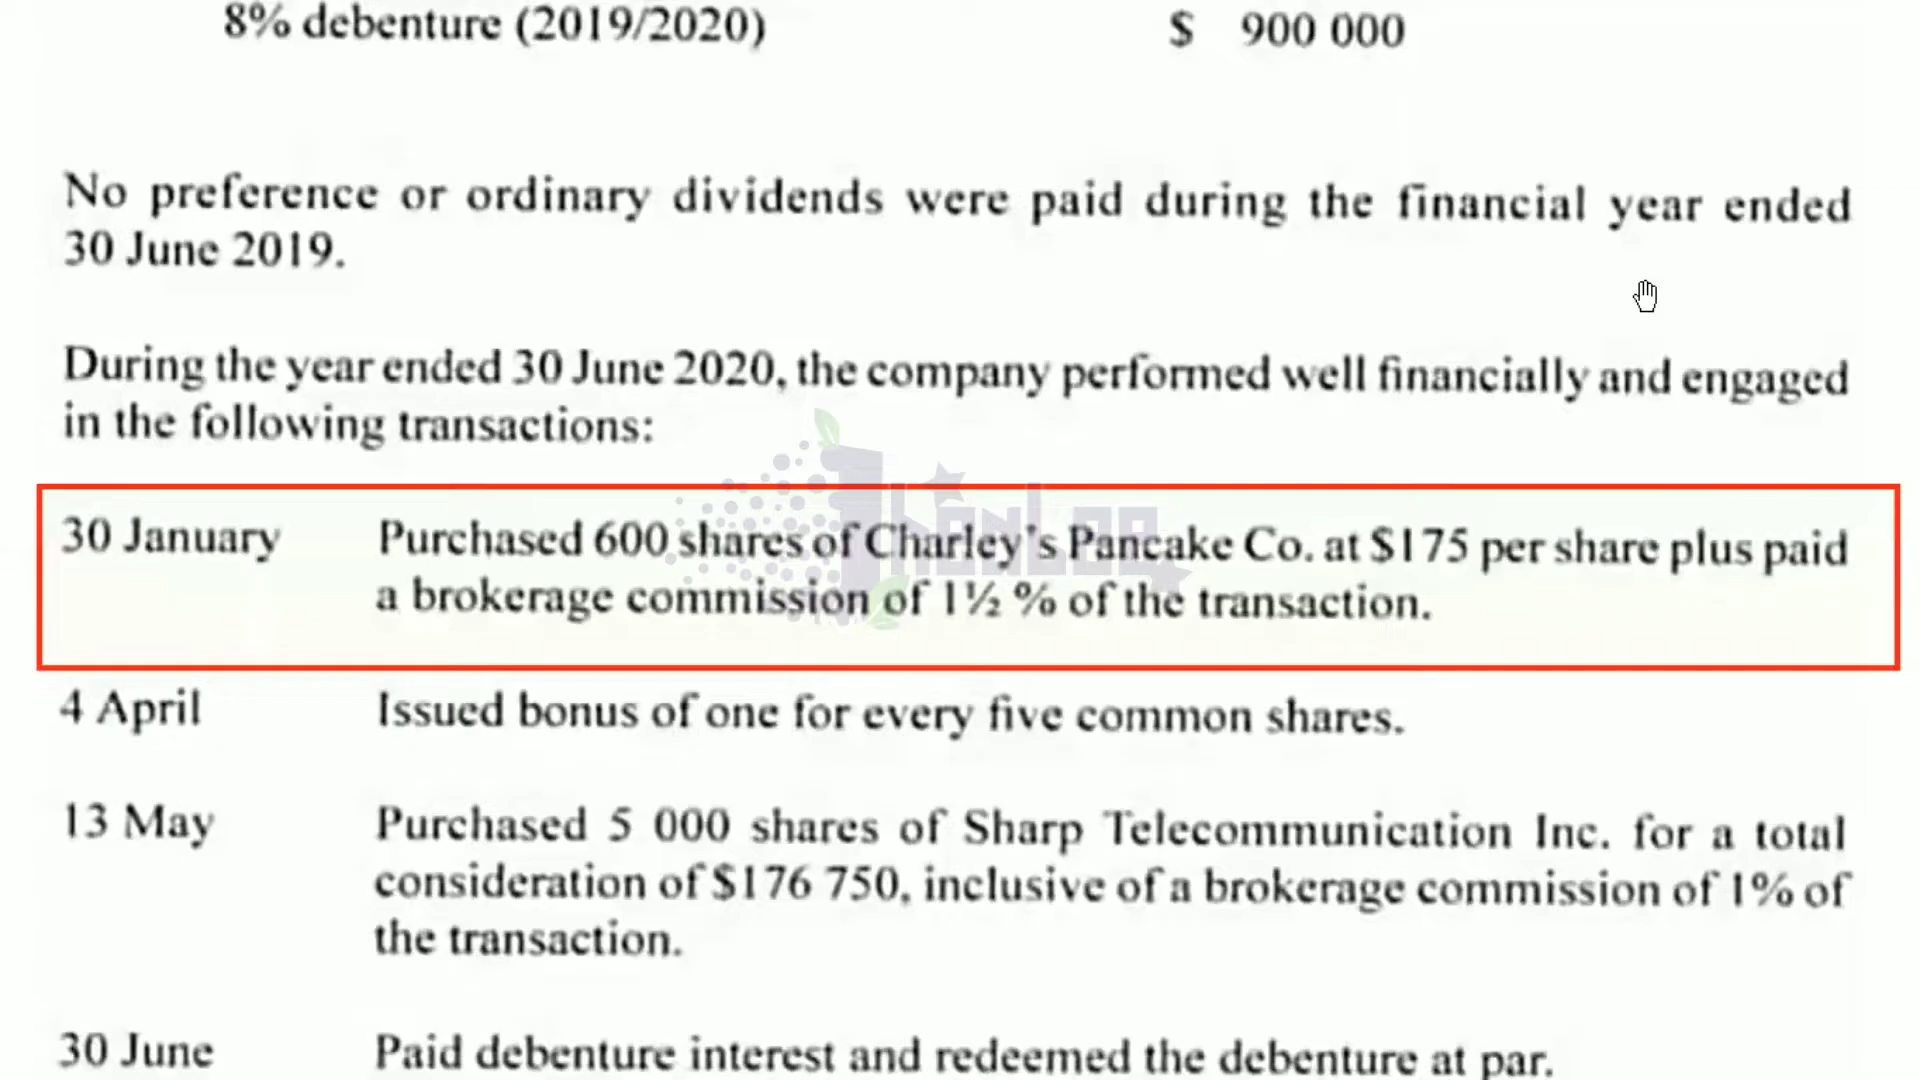 8% debenture (2019/2020) $ 900 000
No preference or ordinary dividends were paid during the financial year ended
30 June 2019.
During the year ended 30 June 2020, the company performed well financially and engaged
in the following transactions:
30 January Purchased 600 shares of Charley's Pancake Co. at $175 per share plus paid
a brokerage commission of 1½ % of the transaction.
4 April Issued bonus of one for every five common shares.
13 May Purchased 5 000 shares of Sharp Telecommunication Inc. for a total
consideration of $176 750, inclusive of a brokerage commission of 1% of
the transaction.
30 June Paid debenture interest and redeemed the debenture at par.